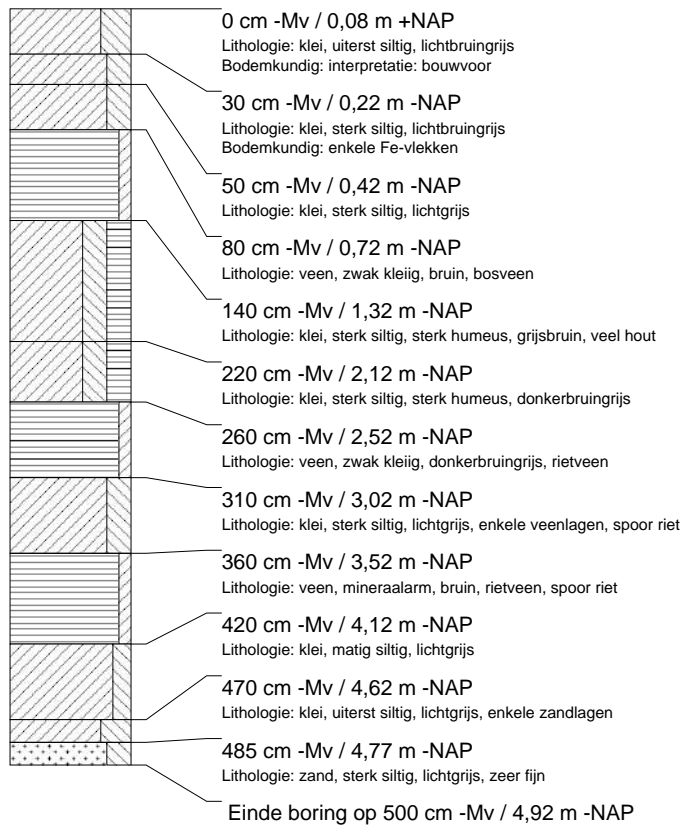 0 cm -Mv / 0,08 m +NAP
Lithologie: klei, uiterst siltig, lichtbruingrijs
Bodemkundig: interpretatie: bouwvoor
30 cm -Mv / 0,22 m -NAP
Lithologie: klei, sterk siltig, lichtbruingrijs
Bodemkundig: enkele Fe-vlekken
50 cm -Mv / 0,42 m -NAP
Lithologie: klei, sterk siltig, lichtgrijs
80 cm -Mv / 0,72 m -NAP
Lithologie: veen, zwak kleiig, bruin, bosveen
140 cm -Mv / 1,32 m -NAP
Lithologie: klei, sterk siltig, sterk humeus, grijsbruin, veel hout
220 cm -Mv / 2,12 m -NAP
Lithologie: klei, sterk siltig, sterk humeus, donkerbruingrijs
260 cm -Mv / 2,52 m -NAP
Lithologie: veen, zwak kleiig, donkerbruingrijs, rietveen
310 cm -Mv / 3,02 m -NAP
Lithologie: klei, sterk siltig, lichtgrijs, enkele veenlagen, spoor riet
360 cm -Mv / 3,52 m -NAP
Lithologie: veen, mineraalarm, bruin, rietveen, spoor riet
420 cm -Mv / 4,12 m -NAP
Lithologie: klei, matig siltig, lichtgrijs
470 cm -Mv / 4,62 m -NAP
Lithologie: klei, uiterst siltig, lichtgrijs, enkele zandlagen
485 cm -Mv / 4,77 m -NAP
Lithologie: zand, sterk siltig, lichtgrijs, zeer fijn
Einde boring op 500 cm -Mv / 4,92 m -NAP